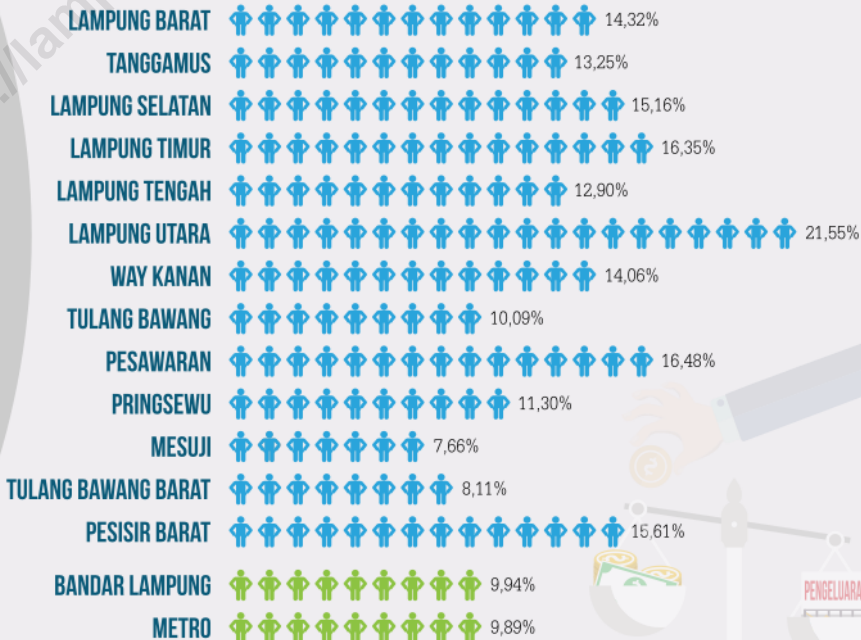 LAMPUNG BARAT 14,32%
TANGGAMUS 13,25%
LAMPUNG SELATAN 15,16%
LAMPUNG TIMUR 16,35%
LAMPUNG TENGAH 12,90%
LAMPUNG UTARA 21,55%
WAY KANAN 14,06%
TULANG BAWANG 10,09%
PESAWARAN 16,48%
PRINGSEWU 11,30%
MESUJI 7,66%
TULANG BAWANG BARAT 8,11%
PESISIR BARAT 15,61%
BANDAR LAMPUNG 9,94%
PENGELUARA
METRO 9,89%